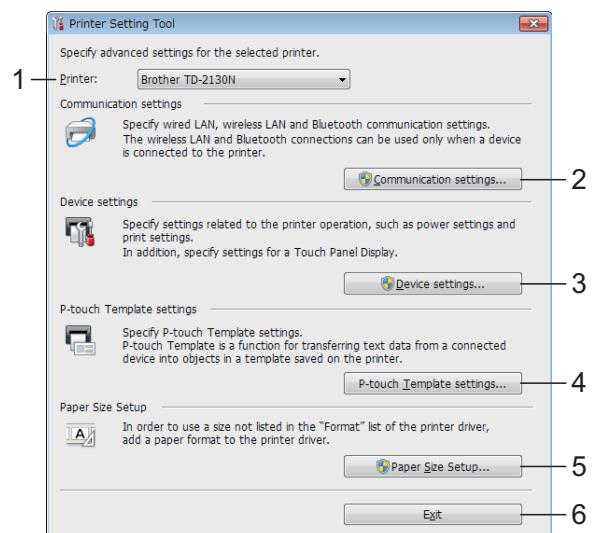 Printer Setting Tool
Specify advanced settings for the selected printer.
1
Printer: Brother TD-2130N
Communication settings
Specify wired LAN, wireless LAN and Bluetooth communication settings.
The wireless LAN and Bluetooth connections can be used only when a device
is connected to the printer.
Communication settings... 2
Device settings
Specify settings related to the printer operation, such as power settings and
print settings.
In addition, specify settings for a Touch Panel Display.
Device settings... 3
P-touch Template settings
Specify P-touch Template settings.
P-touch Template is a function for transferring text data from a connected
device into objects in a template saved on the printer.
P-touch Template settings... 4
Paper Size Setup
In order to use a size not listed in the "Format" list of the printer driver,
add a paper format to the printer driver.
Paper Size Setup... 5
Exit 6